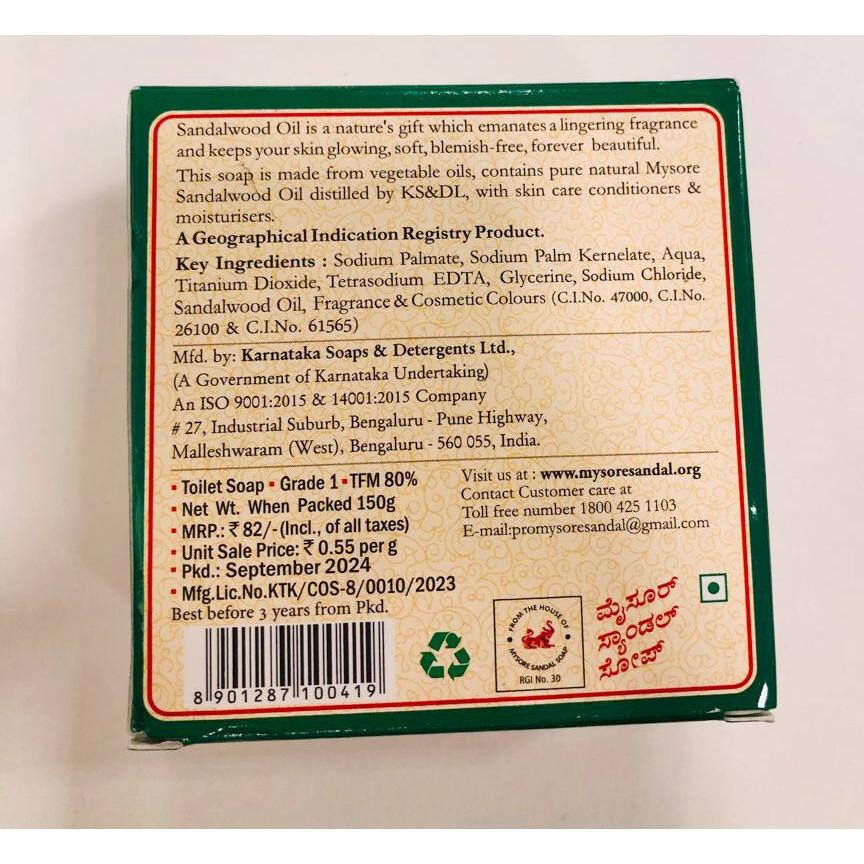 Sandalwood Oil is a nature's gift which emanates a lingering fragrance
and keeps your skin glowing, soft, blemish-free, forever beautiful.
This soap is made from vegetable oils, contains pure natural Mysore
Sandalwood Oil distilled by KS&DL, with skin care conditioners &
moisturisers.
A Geographical Indication Registry Product.
Key Ingredients : Sodium Palmate, Sodium Palm Kernelate, Aqua,
Titanium Dioxide, Tetrasodium EDTA, Glycerine, Sodium Chloride,
Sandalwood Oil, Fragrance & Cosmetic Colours (C.I.No. 47000, C.I.No.
26100 & C.I.No. 61565)
Mfd. by: Karnataka Soaps & Detergents Ltd.,
(A Government of Karnataka Undertaking)
An ISO 9001:2015 & 14001:2015 Company
# 27, Industrial Suburb, Bengaluru - Pune Highway,
Malleshwaram (West), Bengaluru - 560 055, India.
▪ Toilet Soap ▪ Grade 1 ▪ TFM 80%
▪ Net Wt. When Packed 150g
▪ MRP.: ₹ 82/-(Incl., of all taxes)
▪ Unit Sale Price: ₹ 0.55 per g
▪ Pkd.: September 2024
▪ Mfg.Lic.No.KTK/COS-8/0010/2023
Best before 3 years from Pkd.
Visit us at : www.mysoresandal.org
Contact Customer care at
Toll free number 1800 425 1103
E-mail:promysoresandal@gmail.com
8 901287 100419
FROM THE HOUSE OF
MYSORE SANDAL SOAP
RGI No. 30
ಮೈಸೂರ್
ಸ್ಯಾಂಡಲ್
ಸೋಪ್